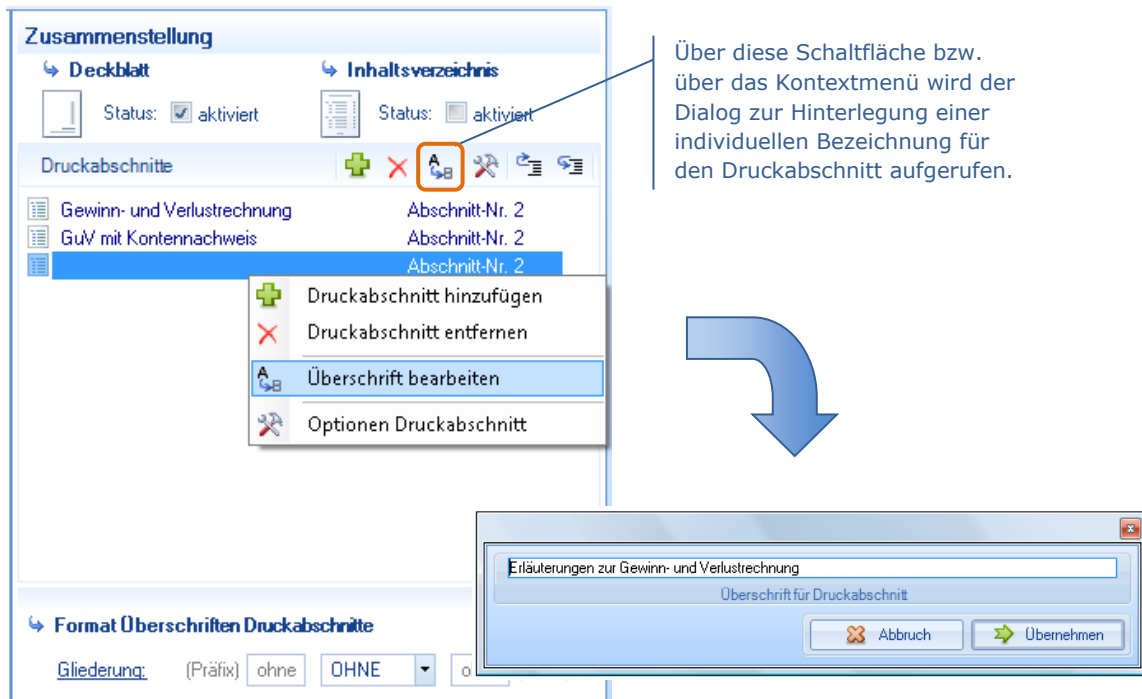 Zusammenstellung
Deckblatt
Inhaltsverzeichnis
Status: aktiviert
Status: aktiviert
Über diese Schaltfläche bzw.
über das Kontextmenü wird der
Dialog zur Hinterlegung einer
individuellen Bezeichnung für
den Druckabschnitt aufgerufen.
Druckabschnitte
Gewinn- und Verlustrechnung Abschnitt-Nr. 2
GuV mit Kontennachweis Abschnitt-Nr. 2
Abschnitt-Nr. 2
Druckabschnitt hinzufügen
Druckabschnitt entfernen
Überschrift bearbeiten
Optionen Druckabschnitt
Erläuterungen zur Gewinn- und Verlustrechnung
Überschrift für Druckabschnitt
Abbruch
Übernehmen
Format Überschriften Druckabschnitte
Gliederung: (Präfix) ohne OHNE